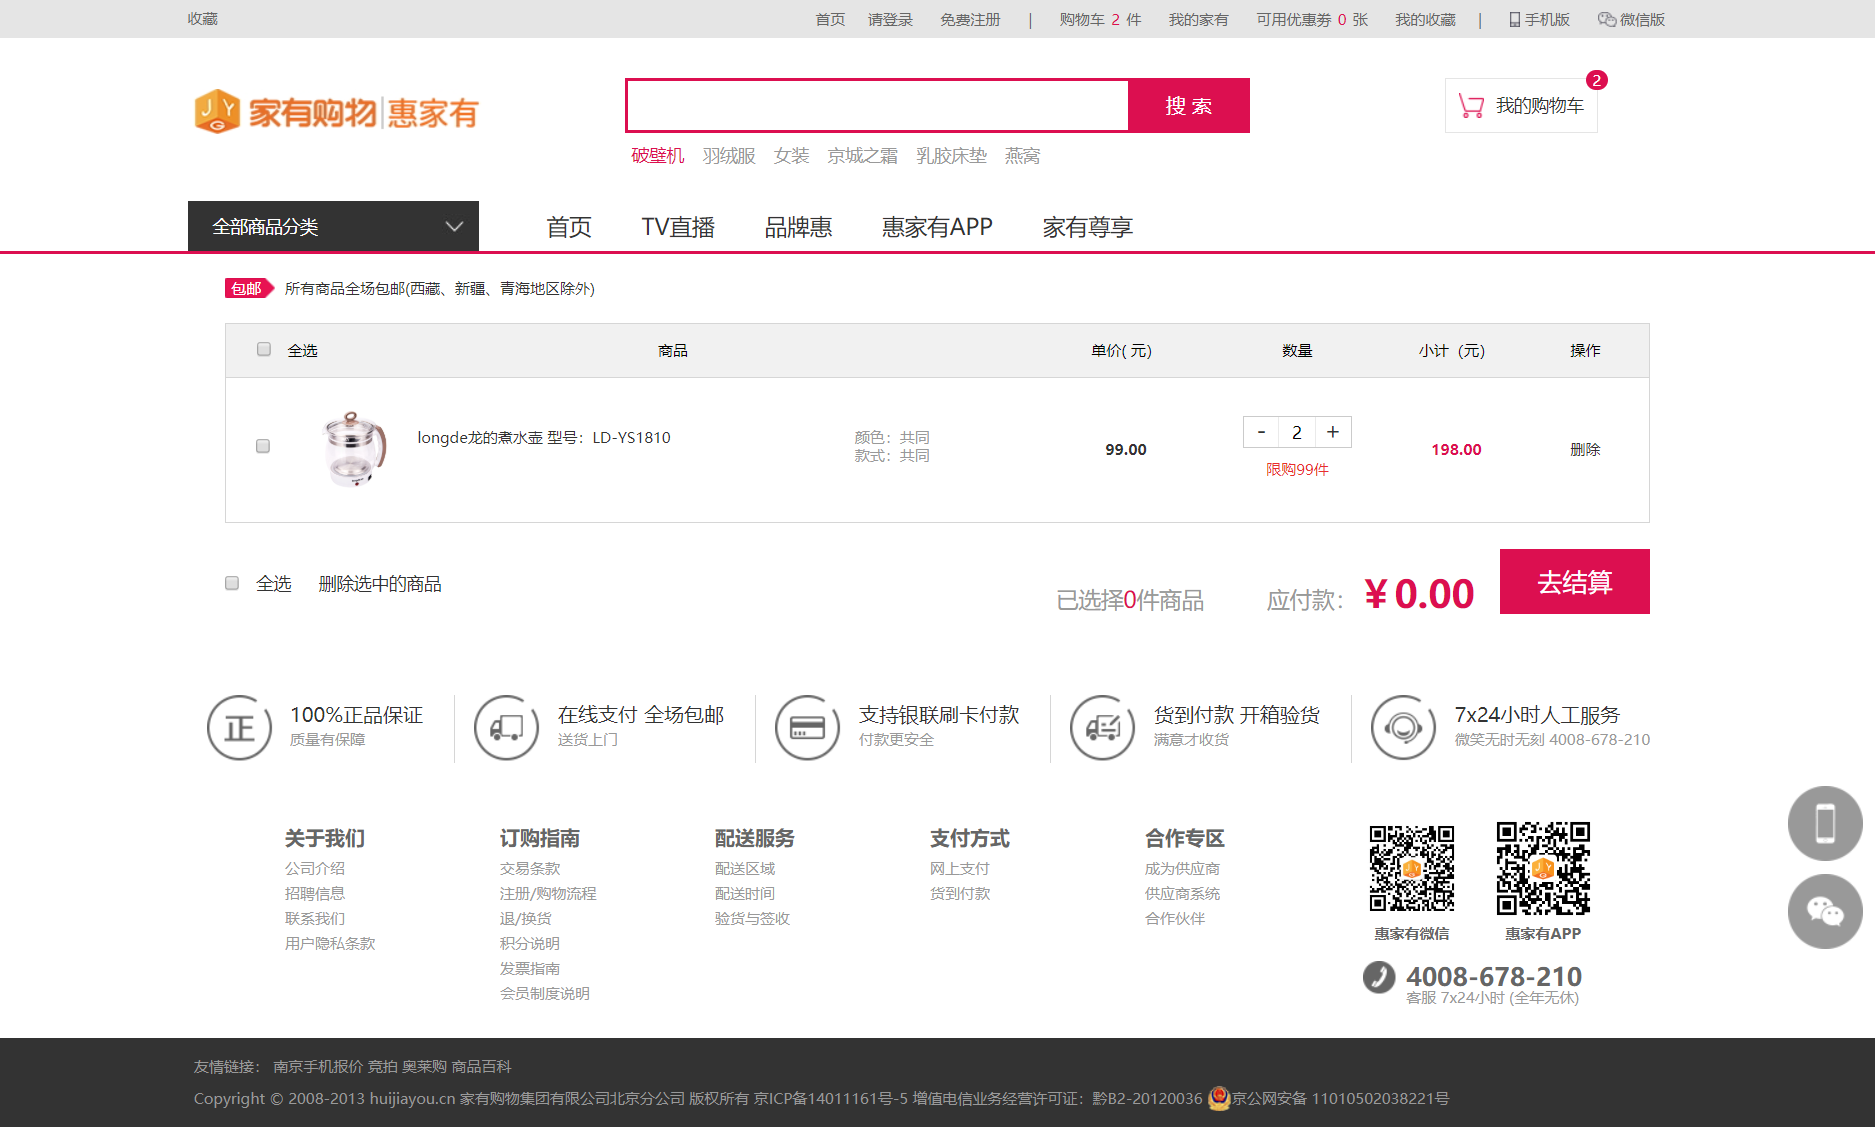 收藏
首页 请登录 免费注册 | 购物车 2 件 我的家有 可用优惠券 0 张 我的收藏 | 手机版 微信版
JYG 家有购物|惠家有
搜 索
我的购物车 2
破壁机 羽绒服 女装 京城之霜 乳胶床垫 燕窝
全部商品分类
首页 TV直播 品牌惠 惠家有APP 家有尊享
包邮 所有商品全场包邮(西藏、新疆、青海地区除外)
全选 商品 单价( 元) 数量 小计（元） 操作
longde龙的煮水壶 型号：LD-YS1810
颜色：共同
款式：共同
99.00
- 2 +
限购99件
198.00
删除
全选 删除选中的商品
已选择0件商品 应付款：￥0.00
去结算
正
100%正品保证
质量有保障
在线支付 全场包邮
送货上门
支持银联刷卡付款
付款更安全
货到付款 开箱验货
满意才收货
7x24小时人工服务
微笑无时无刻 4008-678-210
关于我们
公司介绍
招聘信息
联系我们
用户隐私条款
订购指南
交易条款
注册/购物流程
退/换货
积分说明
发票指南
会员制度说明
配送服务
配送区域
配送时间
验货与签收
支付方式
网上支付
货到付款
合作专区
成为供应商
供应商系统
合作伙伴
惠家有微信
惠家有APP
4008-678-210
客服 7x24小时 (全年无休)
友情链接： 南京手机报价 竞拍 奥莱购 商品百科
Copyright © 2008-2013 huijiayou.cn 家有购物集团有限公司北京分公司 版权所有 京ICP备14011161号-5 增值电信业务经营许可证：黔B2-20120036 京公网安备 11010502038221号